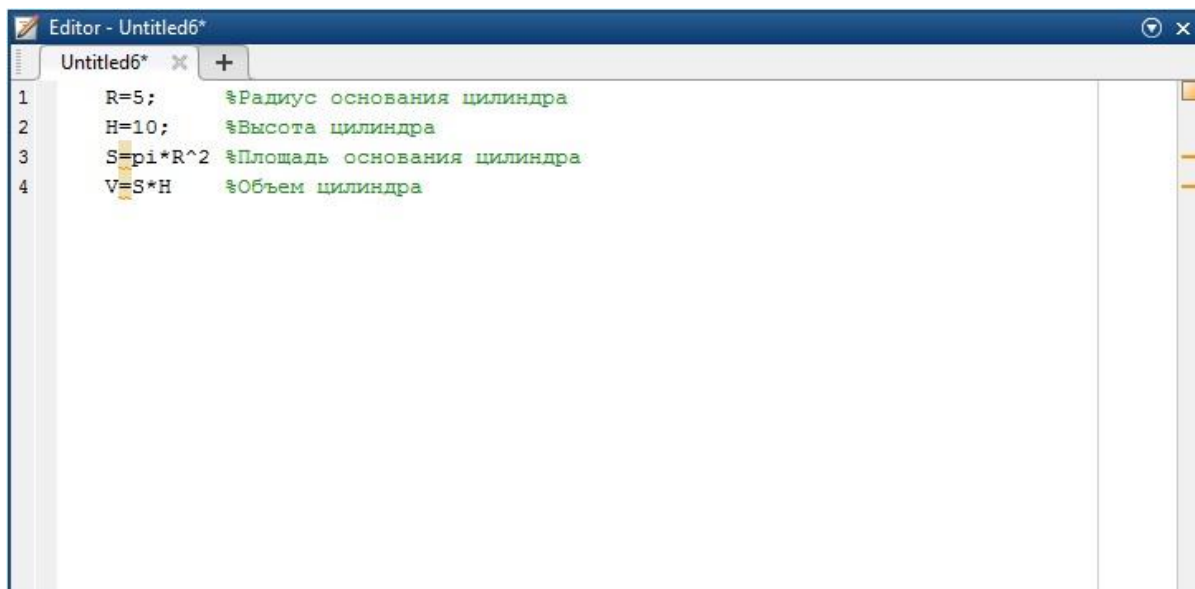 Editor - Untitled6*
Untitled6*
1 R=5; %Радиус основания цилиндра
2 H=10; %Высота цилиндра
3 S=pi*R^2 %Площадь основания цилиндра
4 V=S*H %Объем цилиндра